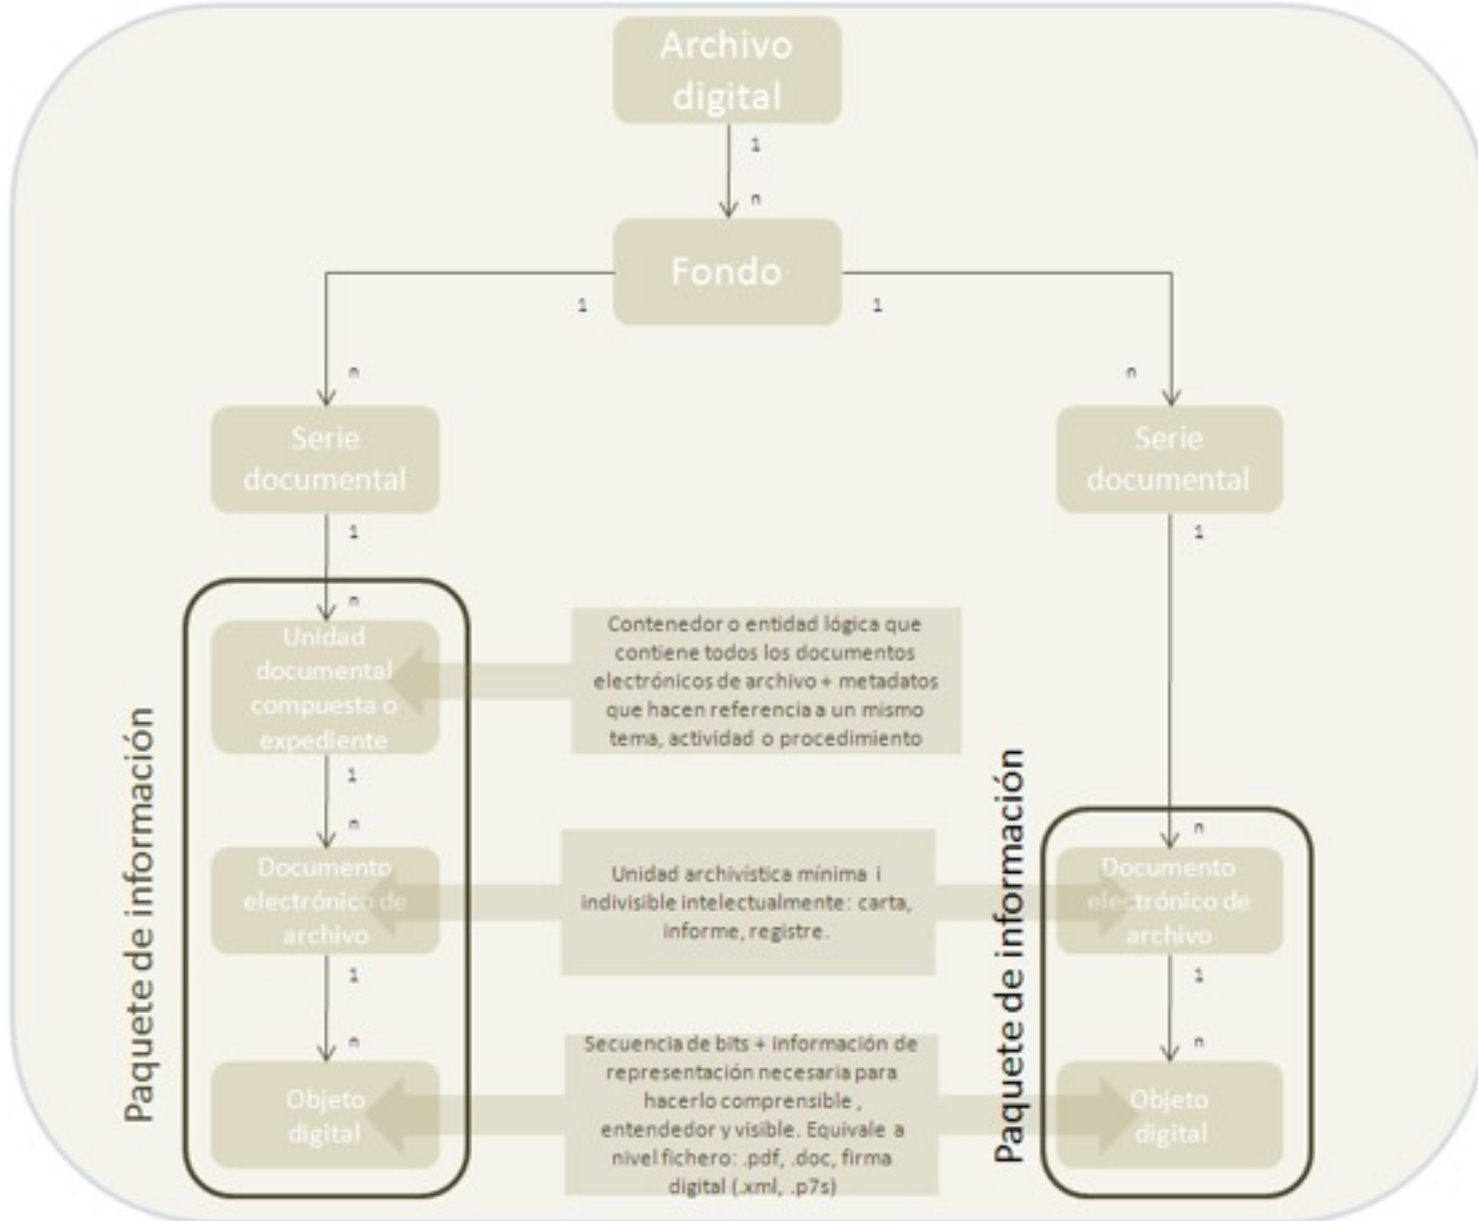 Archivo
digital
1
n
Fondo
1
1
n
n
Serie
documental
Serie
documental
1
1
n
Unidad
documental
compuesta o
expediente
Contenedor o entidad lógica que
contiene todos los documentos
electrónicos de archivo + metadatos
que hacen referencia a un mismo
tema, actividad o procedimiento
Paquete de información
1
n
Documento
electrónico de
archivo
Unidad archivística mínima i
indivisible intelectualmente: carta,
informe, registre.
Paquete de información
n
Documento
electrónico de
archivo
1
1
n
n
Objeto
digital
Secuencia de bits + información de
representación necesaria para
hacerlo comprensible ,
entendedor y visible. Equivale a
nivel fichero: .pdf, .doc, firma
digital (.xml, .p7s)
Objeto
digital